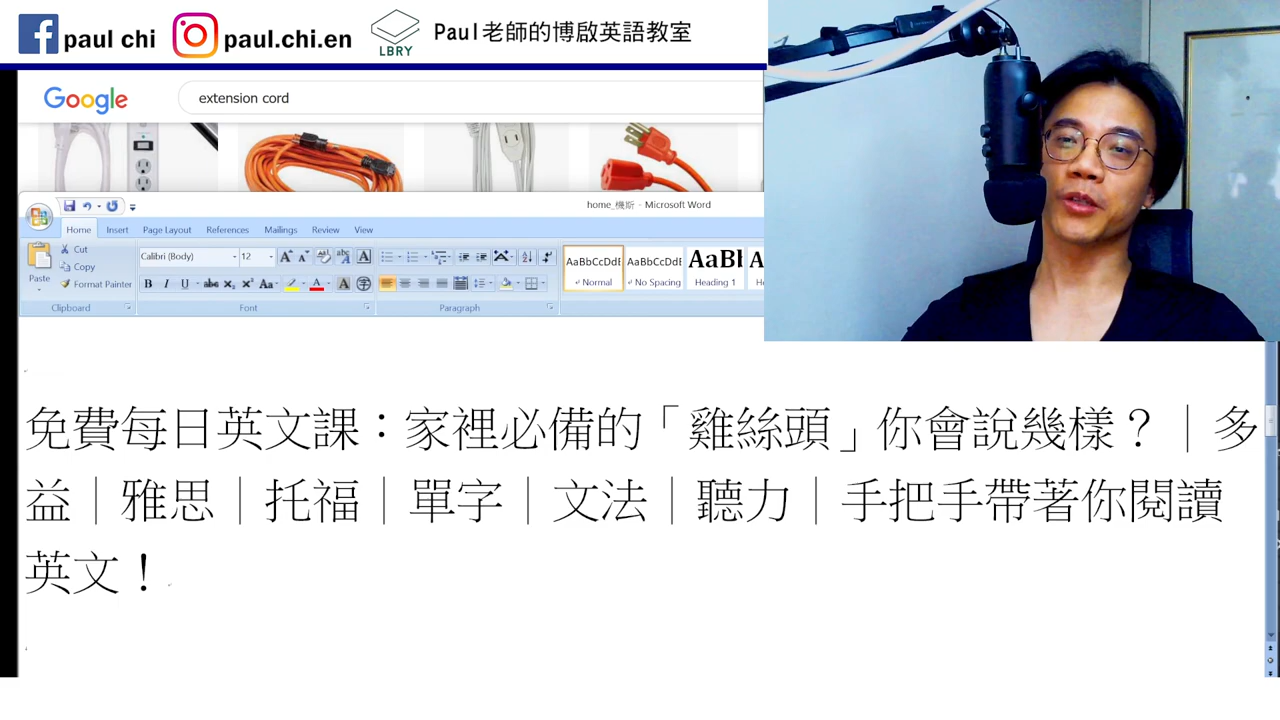 paul chi
paul.chi.en
LBRY
Paul老師的博啟英語教室
Google
extension cord
home_機斯 - Microsoft Word
Home Insert Page Layout References Mailings Review View
Cut
Copy
Format Painter
Paste
Calibri (Body) 12
AaBbCcDdE AaBbCcDdE AaBb
Normal No Spacing Heading 1
Clipboard Font Paragraph
免費每日英文課：家裡必備的「雞絲頭」你會說幾樣？｜多
益｜雅思｜托福｜單字｜文法｜聽力｜手把手帶著你閱讀
英文！